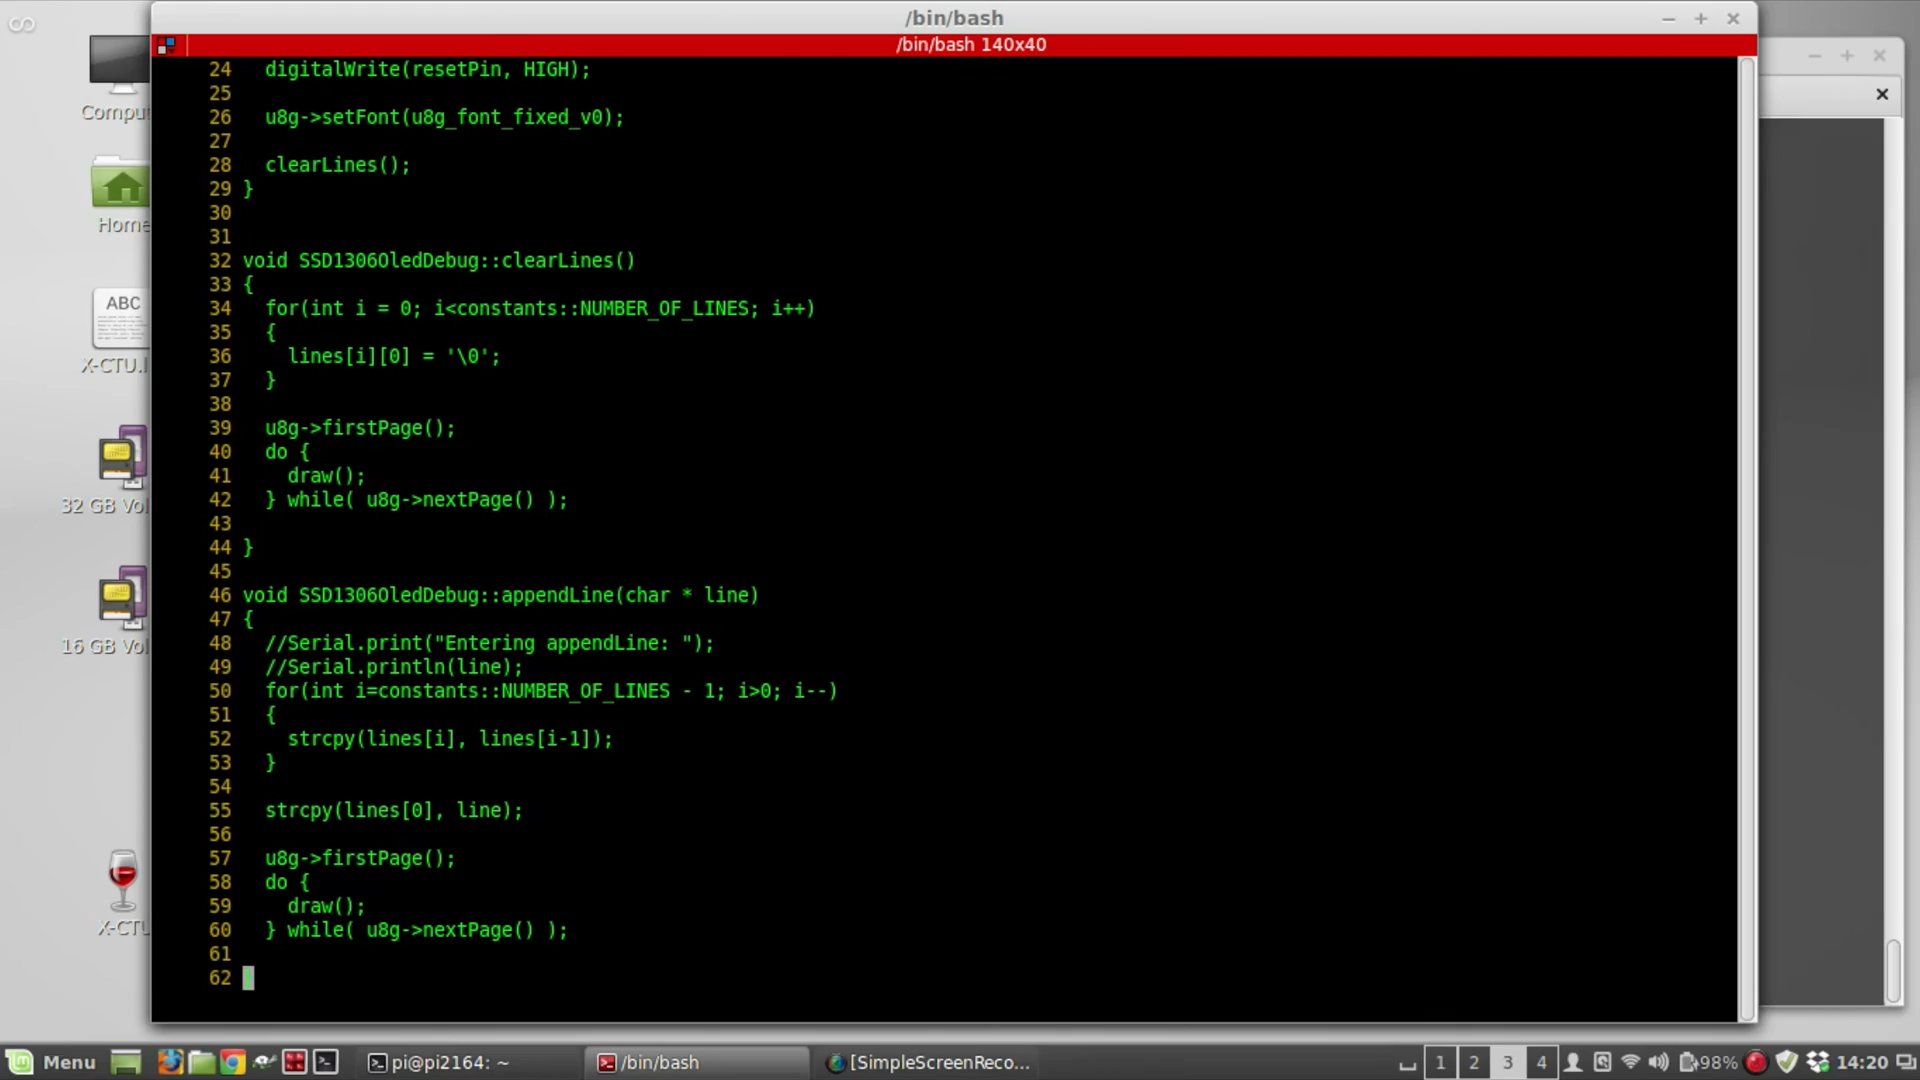 /bin/bash
/bin/bash 140x40
24 digitalWrite(resetPin, HIGH);
25
26 u8g->setFont(u8g_font_fixed_v0);
27
28 clearLines();
29 }
30
31
32 void SSD1306OledDebug::clearLines()
33 {
34 for(int i = 0; i<constants::NUMBER_OF_LINES; i++)
35 {
36 lines[i][0] = '\0';
37 }
38
39 u8g->firstPage();
40 do {
41 draw();
42 } while( u8g->nextPage() );
43
44 }
45
46 void SSD1306OledDebug::appendLine(char * line)
47 {
48 //Serial.print("Entering appendLine: ");
49 //Serial.println(line);
50 for(int i=constants::NUMBER_OF_LINES - 1; i>0; i--)
51 {
52 strcpy(lines[i], lines[i-1]);
53 }
54
55 strcpy(lines[0], line);
56
57 u8g->firstPage();
58 do {
59 draw();
60 } while( u8g->nextPage() );
61
62 }
Compu
Home
ABC
X-CTU.l
32 GB Vol
16 GB Vol
X-CTU
Menu
pi@pi2164: ~
/bin/bash
[SimpleScreenReco...
1 2 3 4
98%
14:20